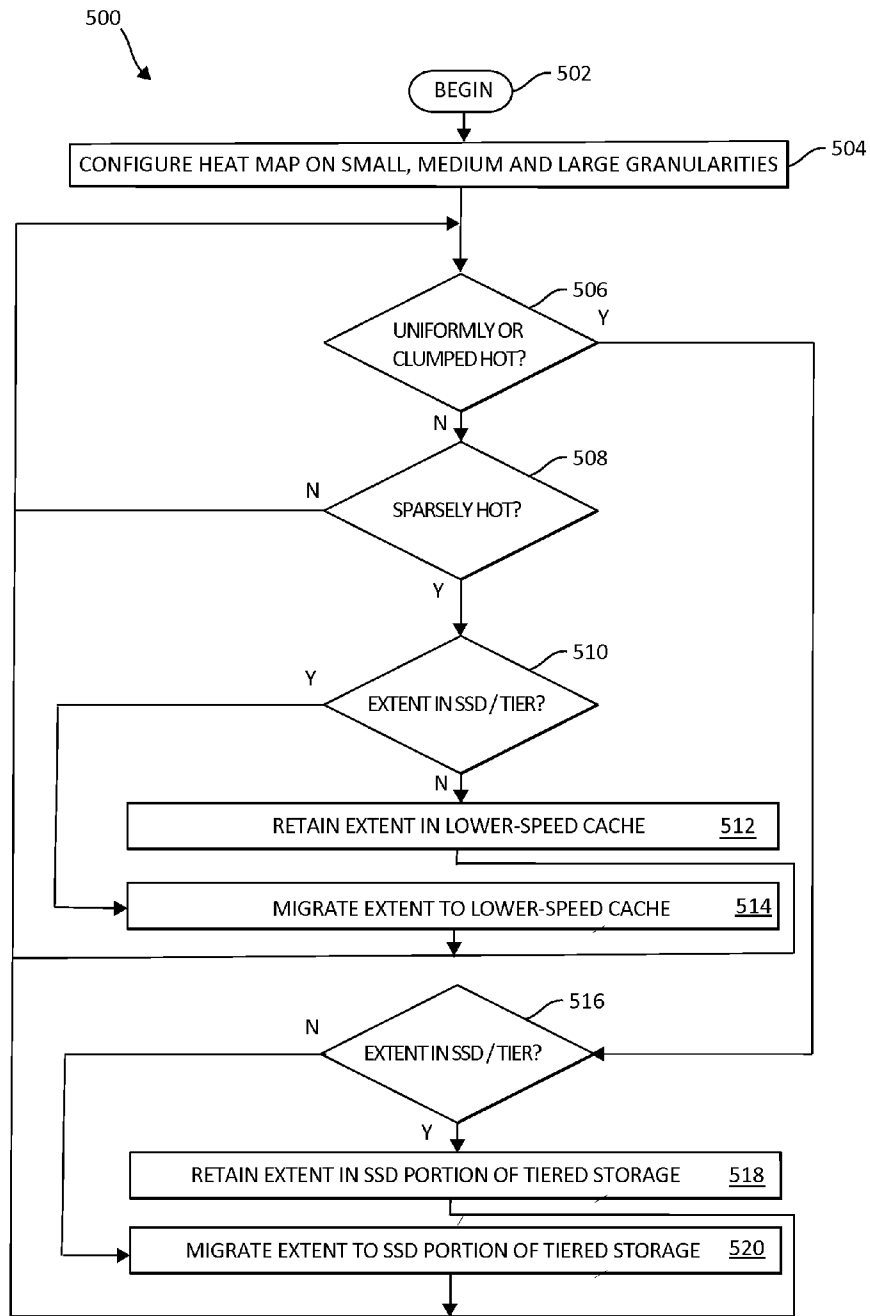 500
BEGIN
502
CONFIGURE HEAT MAP ON SMALL, MEDIUM AND LARGE GRANULARITIES
504
506
Y
UNIFORMLY OR
CLUMPED HOT?
N
508
N
SPARSELY HOT?
Y
510
Y
EXTENT IN SSD / TIER?
N
RETAIN EXTENT IN LOWER-SPEED CACHE 512
MIGRATE EXTENT TO LOWER-SPEED CACHE 514
516
N
EXTENT IN SSD / TIER?
Y
RETAIN EXTENT IN SSD PORTION OF TIERED STORAGE 518
MIGRATE EXTENT TO SSD PORTION OF TIERED STORAGE 520